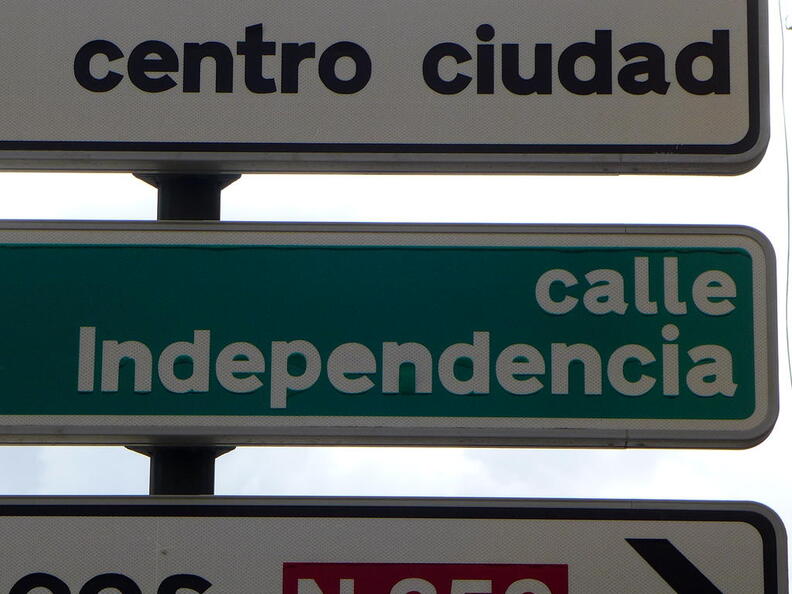 centro ciudad
calle
Independencia